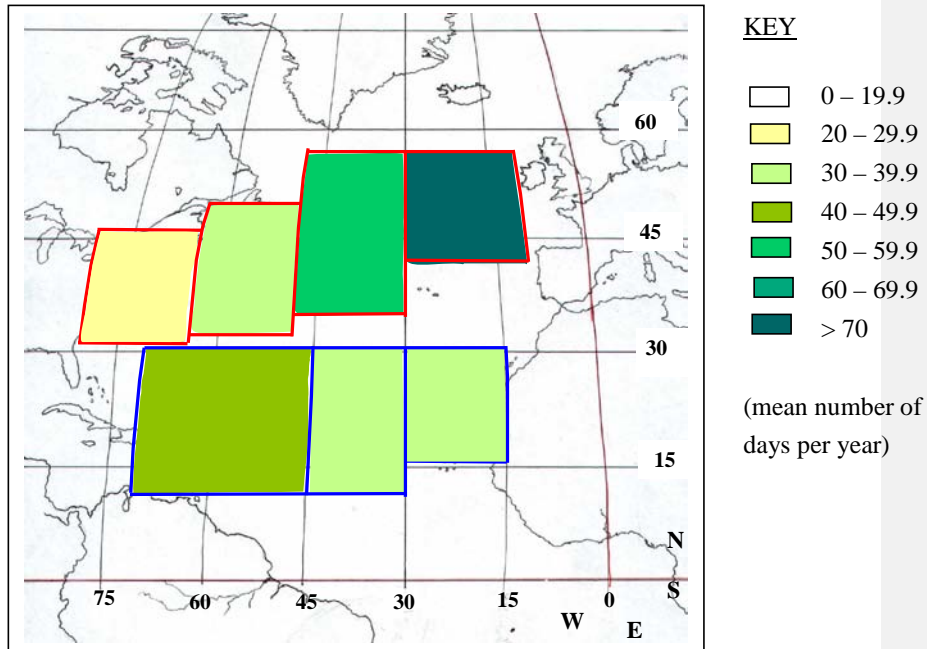 60
45
30
15
N
S
75 60 45 30 15 0
W
E
KEY
0 – 19.9
20 – 29.9
30 – 39.9
40 – 49.9
50 – 59.9
60 – 69.9
> 70
(mean number of
days per year)